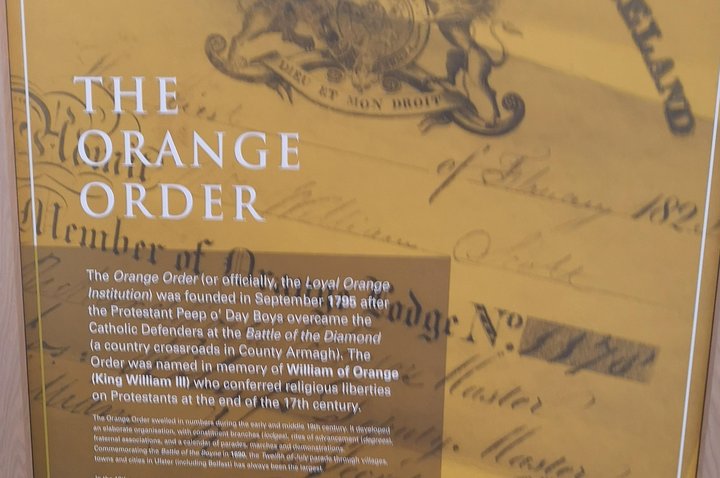 DIEU ET MON DROIT
ELAND
THE
ORANGE
ORDER
of February 182
William
Member of Orange Lodge No. 1178
Master
The Orange Order (or officially, the Loyal Orange
Institution) was founded in September 1795 after
the Protestant Peep o' Day Boys overcame the
Catholic Defenders at the Battle of the Diamond
(a country crossroads in County Armagh). The
Order was named in memory of William of Orange
(King William III) who conferred religious liberties
on Protestants at the end of the 17th century.
Master
The Orange Order swelled in numbers during the early and middle 19th century. It developed
an elaborate organisation, with constituent branches (lodges), rites of advancement (degrees),
fraternal associations, and a calendar of parades, marches and demonstrations.
Commemorating the Battle of the Boyne in 1690, the Twelfth of July parade through villages,
towns and cities in Ulster (including Belfast) has always been the largest.